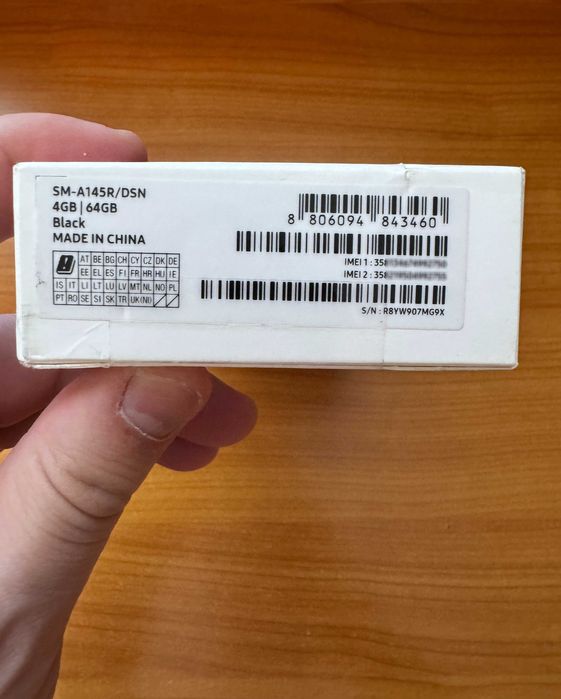 SM-A145R/DSN
4GB | 64GB
Black
MADE IN CHINA
8 806094 843460
AT BE BG CH CY CZ DK DE
EE EL ES FI FR HR HU IE
IS IT LI LT LU LV MT NL NO PL
PT RO SE SI SK TR UK(NI)
IMEI 1 : 35
IMEI 2 : 35
S/N : R8YW907MG9X